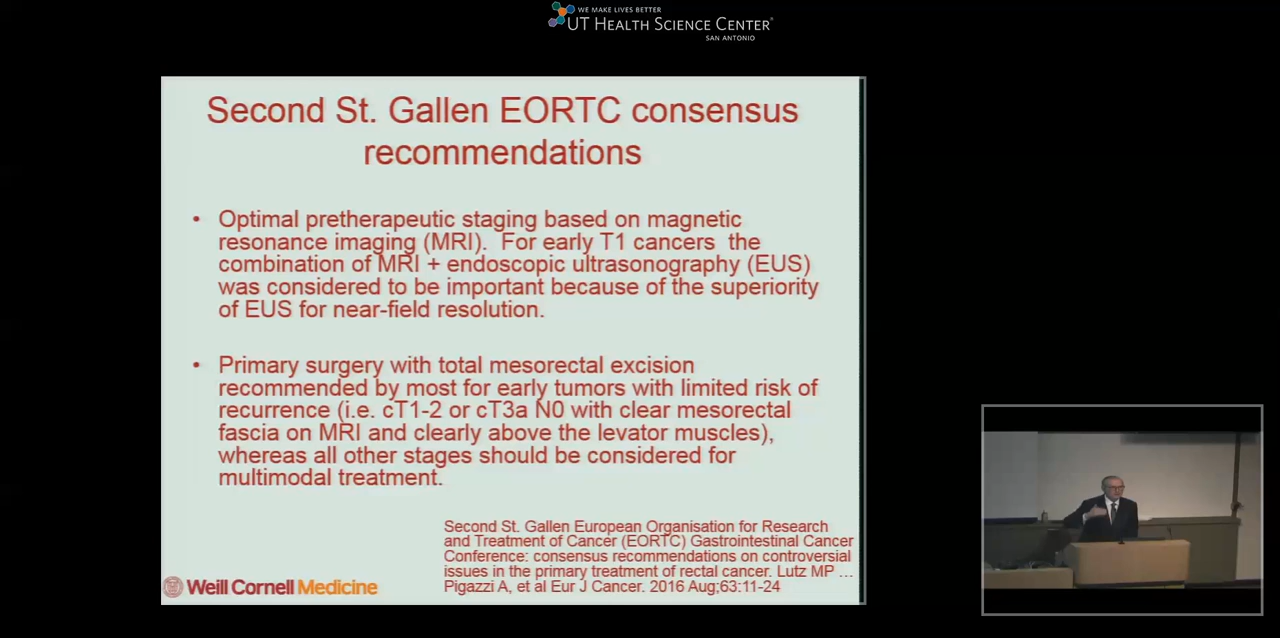 WE MAKE LIVES BETTER
UT HEALTH SCIENCE CENTER®
SAN ANTONIO
Second St. Gallen EORTC consensus
recommendations
• Optimal pretherapeutic staging based on magnetic
resonance imaging (MRI). For early T1 cancers the
combination of MRI + endoscopic ultrasonography (EUS)
was considered to be important because of the superiority
of EUS for near-field resolution.
• Primary surgery with total mesorectal excision
recommended by most for early tumors with limited risk of
recurrence (i.e. cT1-2 or cT3a N0 with clear mesorectal
fascia on MRI and clearly above the levator muscles),
whereas all other stages should be considered for
multimodal treatment.
Second St. Gallen European Organisation for Research
and Treatment of Cancer (EORTC) Gastrointestinal Cancer
Conference: consensus recommendations on controversial
issues in the primary treatment of rectal cancer. Lutz MP ...
Pigazzi A, et al Eur J Cancer. 2016 Aug;63:11-24
Weill Cornell Medicine